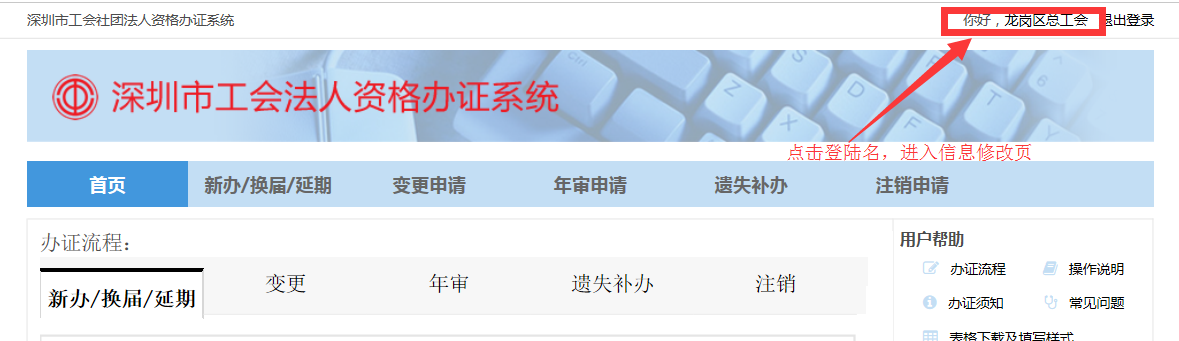 深圳市工会社团法人资格办证系统
你好，龙岗区总工会 退出登录
深圳市工会法人资格办证系统
点击登陆名，进入信息修改页
首页 新办/换届/延期 变更申请 年审申请 遗失补办 注销申请
办证流程：
新办/换届/延期 变更 年审 遗失补办 注销
用户帮助
办证流程 操作说明
办证须知 常见问题
表格下载及填写样式